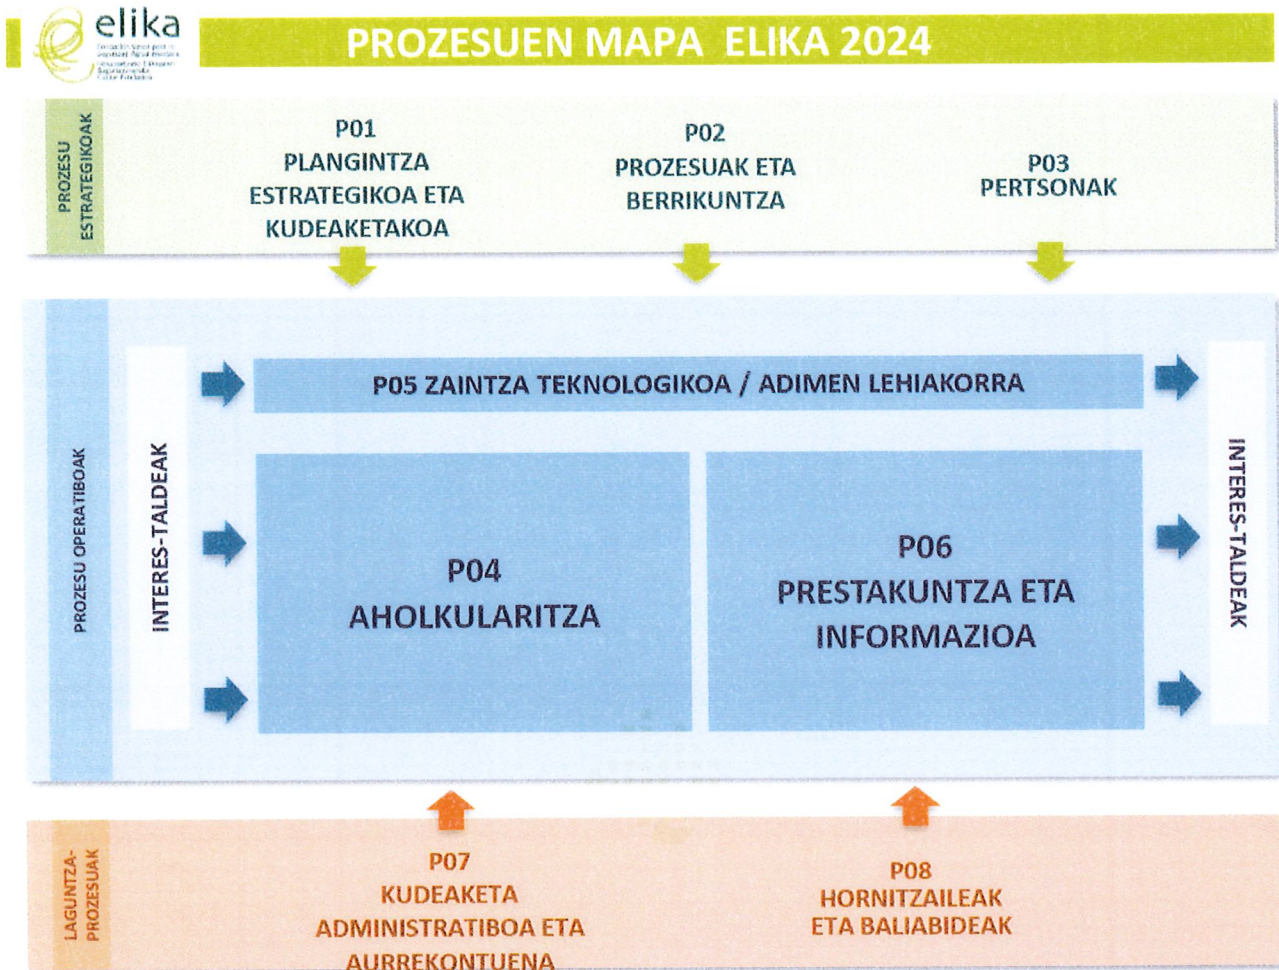 elika
PROZESUEN MAPA ELIKA 2024
PROZESU
ESTRATEGIKOAK
P01
PLANGINTZA
ESTRATEGIKOA ETA
KUDEAKETAKOA
P02
PROZESUAK ETA
BERRIKUNTZA
P03
PERTSONAK
PROZESU OPERATIBOAK
INTERES-TALDEAK
P05 ZAINTZA TEKNOLOGIKOA / ADIMEN LEHIAKORRA
P04
AHOLKULARITZA
P06
PRESTAKUNTZA ETA
INFORMAZIOA
INTERES-TALDEAK
LAGUNTZA-
PROZESUAK
P07
KUDEAKETA
ADMINISTRATIBOA ETA
AURREKONTUENA
P08
HORNITZAILEAK
ETA BALIABIDEAK